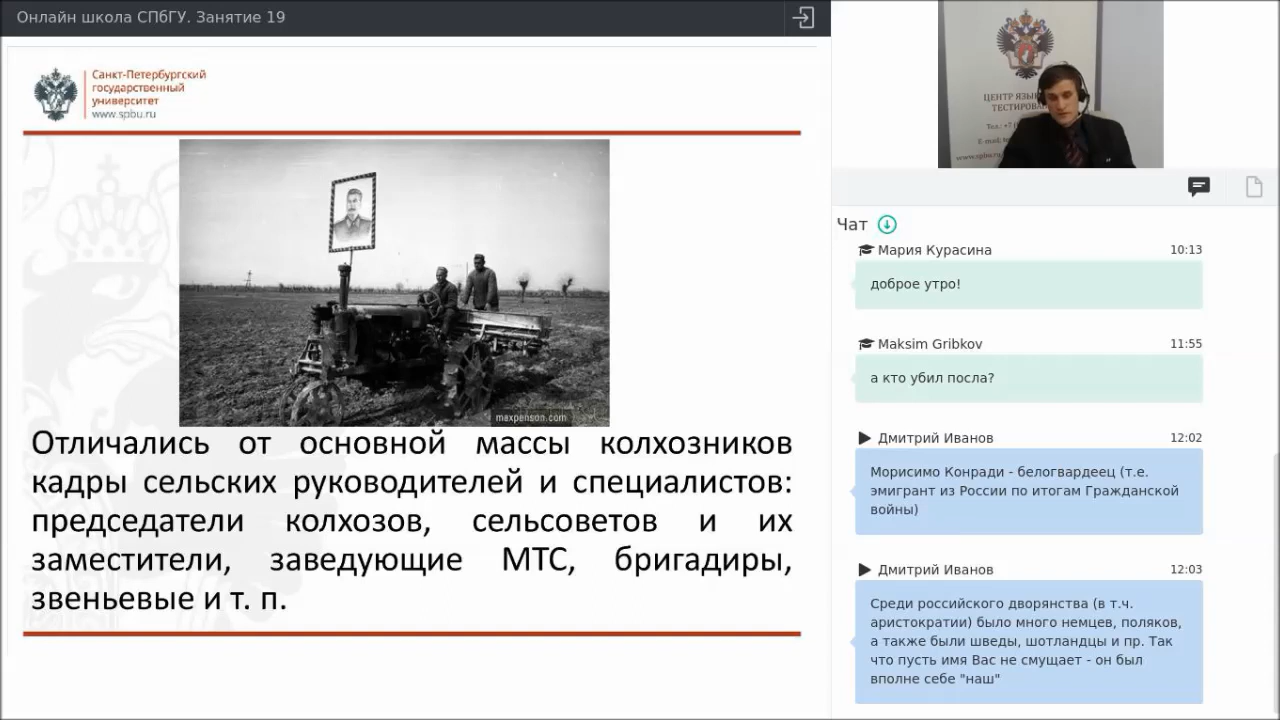 Онлайн школа СПбГУ. Занятие 19
Санкт-Петербургский
государственный
университет
www.spbu.ru
maxpenson.com
Отличались от основной массы колхозников
кадры сельских руководителей и специалистов:
председатели колхозов, сельсоветов и их
заместители, заведующие МТС, бригадиры,
звеньевые и т. п.
ЦЕНТР
Чат
Мария Курасина 10:13
доброе утро!
Maksim Gribkov 11:55
а кто убил посла?
Дмитрий Иванов 12:02
Морисимо Конради - белогвардеец (т.е.
эмигрант из России по итогам Гражданской
войны)
Дмитрий Иванов 12:03
Среди российского дворянства (в т.ч.
аристократии) было много немцев, поляков,
а также были шведы, шотландцы и пр. Так
что пусть имя Вас не смущает - он был
вполне себе "наш"